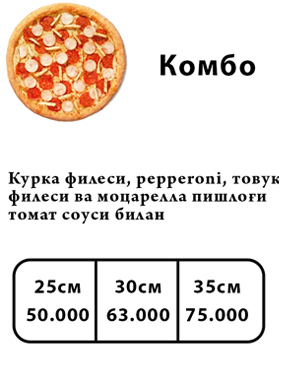 Комбо
Курка филеси, pepperoni, товук
филеси ва моцарелла пишлоғи
томат соуси билан
25см 30см 35см
50.000 63.000 75.000